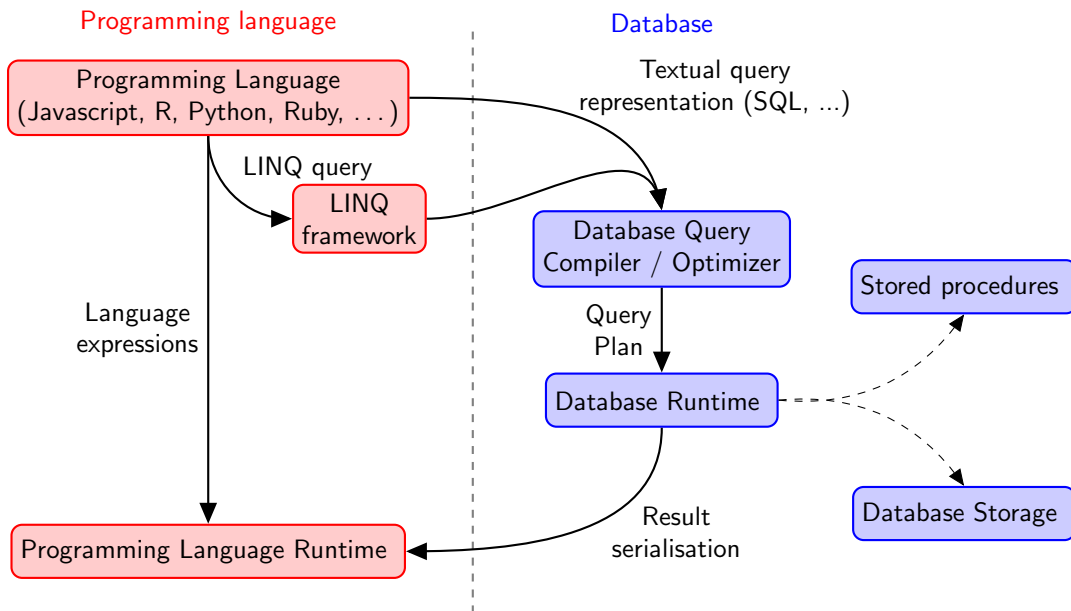 Programming language
Database
Programming Language
(Javascript, R, Python, Ruby, . . . )
Textual query
representation (SQL, ...)
LINQ query
LINQ
framework
Database Query
Compiler / Optimizer
Stored procedures
Language
expressions
Query
Plan
Database Runtime
Database Storage
Result
serialisation
Programming Language Runtime